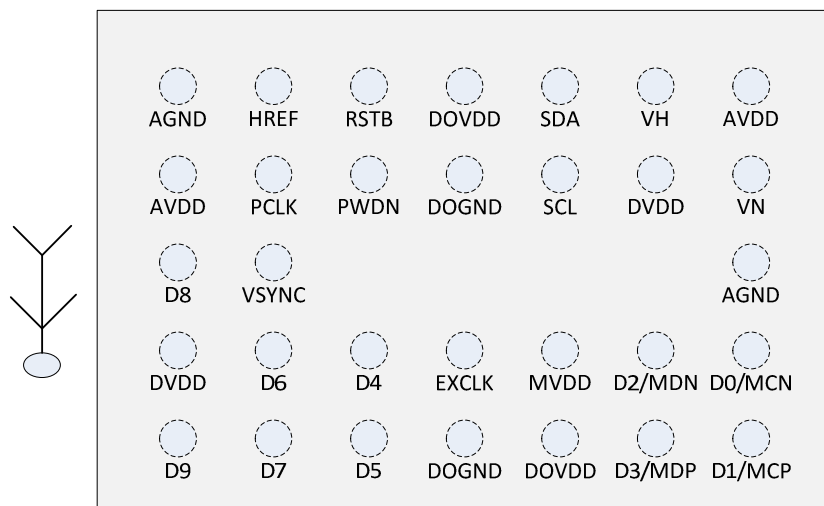 AGND HREF RSTB DOVDD SDA VH AVDD
AVDD PCLK PWDN DOGND SCL DVDD VN
D8 VSYNC AGND
DVDD D6 D4 EXCLK MVDD D2/MDN D0/MCN
D9 D7 D5 DOGND DOVDD D3/MDP D1/MCP